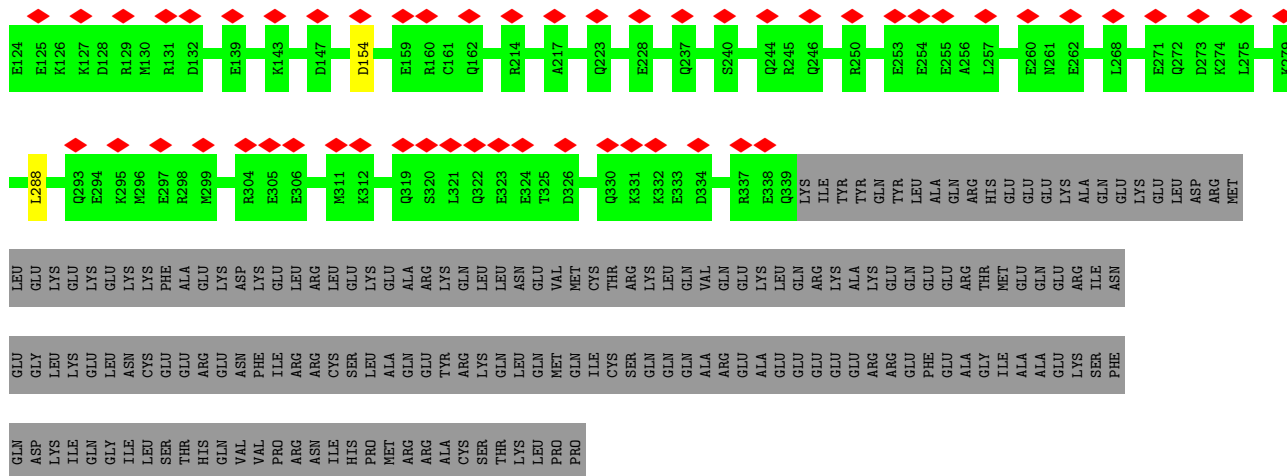 E124 E125 K126 K127 D128 R129 M130 R131 D132 E139 K143 D147 D154 E159 R160 C161 Q162 R214 A217 Q223 E228 Q237 S240 Q244 R245 Q246 R250 E253 E254 E255 A256 L257 E260 N261 E262 L268 E271 Q272 D273 K274 L275
L288 Q293 E294 K295 M296 E297 R298 M299 R304 E305 E306 M311 K312 Q319 S320 L321 Q322 E323 E324 T325 D326 Q330 K331 K332 E333 D334 R337 E338 Q339 LYS ILE TYR TYR GLN TYR LEU ALA GLN ARG HIS GLU GLU GLU LYS ALA GLN GLU LYS GLU LEU ASP ARG MET
LEU GLU LYS GLU LYS GLU LYS LYS PHE ALA GLU LYS ASP LYS GLU LEU ARG LEU GLU LYS GLU ALA ARG LYS GLN LEU LEU ASN GLU VAL MET CYS THR ARG LYS LEU GLN VAL GLN GLU LYS LEU GLN ARG LYS ALA LYS GLU GLN GLU GLU ARG THR MET GLU GLN GLU ARG ILE ASN
GLU GLY LEU LYS GLU LEU ASN CYS GLU GLU ARG GLU ASN PHE ILE ARG ARG CYS SER LEU ALA GLN GLU TYR ARG LYS GLN LEU GLN MET GLN ILE CYS SER GLN GLN GLN ALA ARG GLU ALA GLU GLU GLU GLU GLU ARG ARG GLU PHE GLU ALA GLY ILE ALA ALA GLU LYS SER PHE
GLN ASP LYS ILE GLN GLY ILE LEU SER THR HIS GLN VAL VAL PRO ARG ASN ILE HIS PRO MET ARG ARG ALA CYS SER THR LYS LEU PRO PRO